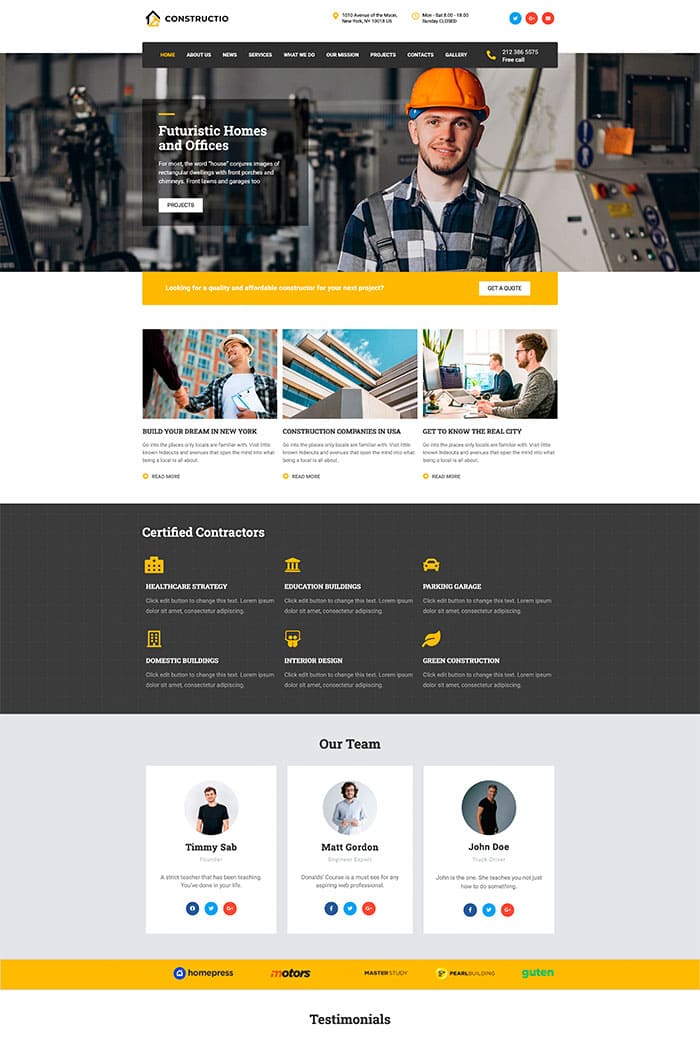 CONSTRUCTIO
1010 Avenue of the Moon,
New York, NY 10018 US
Mon - Sat 8.00 - 18.00
Sunday CLOSED
HOME ABOUT US NEWS SERVICES WHAT WE DO OUR MISSION PROJECTS CONTACTS GALLERY
212 386 5575
Free call
Futuristic Homes
and Offices
For most, the word "house" conjures images of
rectangular dwellings with front porches and
chimneys. Front lawns and garages too
PROJECTS
Looking for a quality and affordable constructor for your next project?
GET A QUOTE
BUILD YOUR DREAM IN NEW YORK
Go into the places only locals are familiar with. Visit little
known hideouts and avenues that open the mind into what
being a local is all about.
READ MORE
CONSTRUCTION COMPANIES IN USA
Go into the places only locals are familiar with. Visit little
known hideouts and avenues that open the mind into what
being a local is all about.
READ MORE
GET TO KNOW THE REAL CITY
Go into the places only locals are familiar with. Visit little
known hideouts and avenues that open the mind into what
being a local is all about.
READ MORE
Certified Contractors
HEALTHCARE STRATEGY
Click edit button to change this text. Lorem ipsum
dolor sit amet, consectetur adipiscing.
EDUCATION BUILDINGS
Click edit button to change this text. Lorem ipsum
dolor sit amet, consectetur adipiscing.
PARKING GARAGE
Click edit button to change this text. Lorem ipsum
dolor sit amet, consectetur adipiscing.
DOMESTIC BUILDINGS
Click edit button to change this text. Lorem ipsum
dolor sit amet, consectetur adipiscing.
INTERIOR DESIGN
Click edit button to change this text. Lorem ipsum
dolor sit amet, consectetur adipiscing.
GREEN CONSTRUCTION
Click edit button to change this text. Lorem ipsum
dolor sit amet, consectetur adipiscing.
Our Team
Timmy Sab
Founder
A strict teacher that has been teaching.
You've done in your life.
Matt Gordon
Engineer Expert
Donalds' Course is a must see for any
aspiring web professional.
John Doe
Truck Driver
John is the one. She teaches you not just
how to do something.
homepress
motors
MASTERSTUDY
PEARLBUILDING
guten
Testimonials